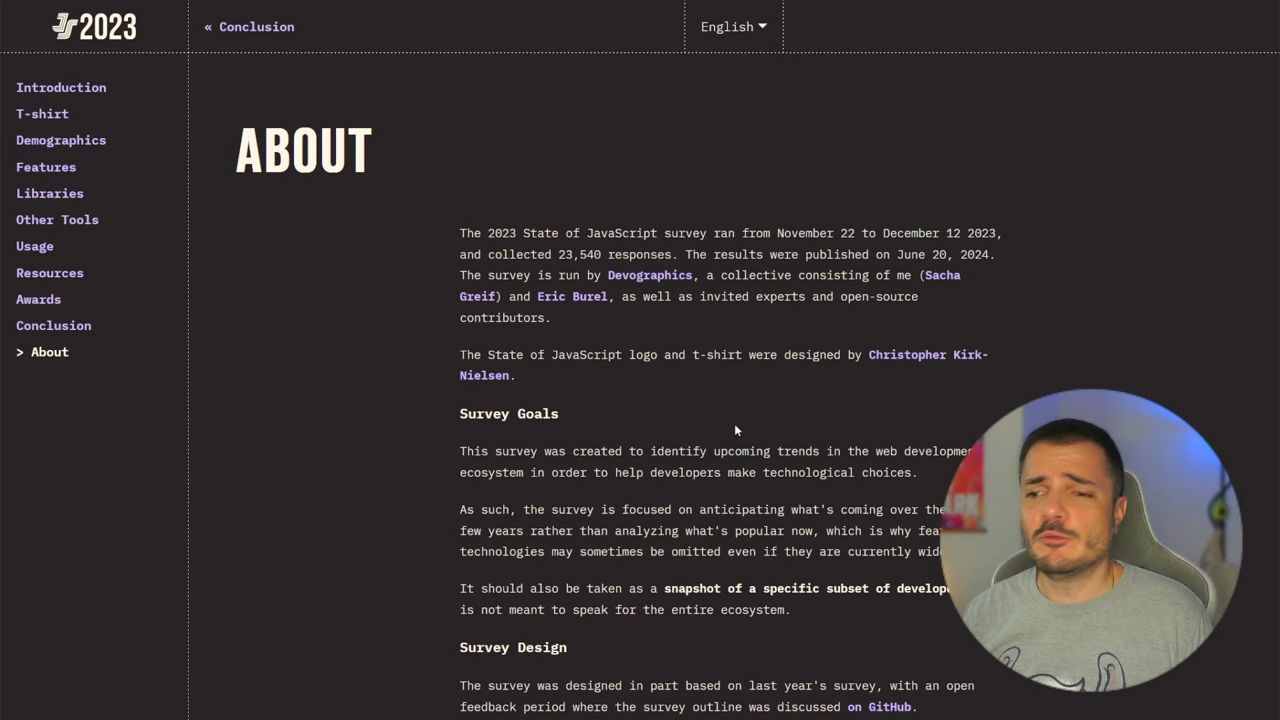 JS 2023
« Conclusion
English
Introduction
T-shirt
Demographics
Features
Libraries
Other Tools
Usage
Resources
Awards
Conclusion
> About
ABOUT
The 2023 State of JavaScript survey ran from November 22 to December 12 2023,
and collected 23,540 responses. The results were published on June 20, 2024.
The survey is run by Devographics, a collective consisting of me (Sacha
Greif) and Eric Burel, as well as invited experts and open-source
contributors.
The State of JavaScript logo and t-shirt were designed by Christopher Kirk-
Nielsen.
Survey Goals
This survey was created to identify upcoming trends in the web
ecosystem in order to help developers make technological choices.
As such, the survey is focused on anticipating what's coming over the
few years rather than analyzing what's popular now, which is why
technologies may sometimes be omitted even if they are currently
It should also be taken as a snapshot of a specific subset of
is not meant to speak for the entire ecosystem.
Survey Design
The survey was designed in part based on last year's survey, with an open
feedback period where the survey outline was discussed on GitHub.